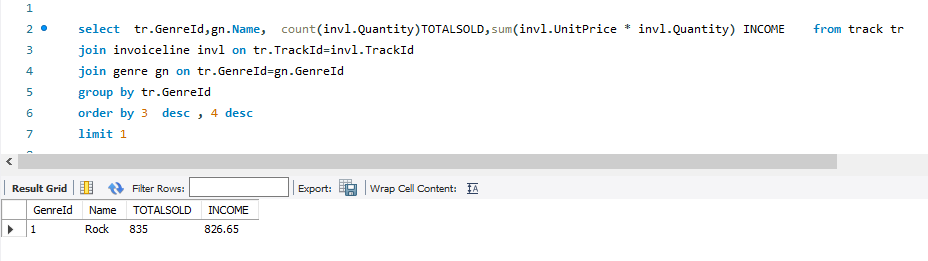 1
2 select tr.GenreId,gn.Name, count(invl.Quantity)TOTALSOLD,sum(invl.UnitPrice * invl.Quantity) INCOME from track tr
3 join invoiceline invl on tr.TrackId=invl.TrackId
4 join genre gn on tr.GenreId=gn.GenreId
5 group by tr.GenreId
6 order by 3 desc , 4 desc
7 limit 1
Result Grid Filter Rows: Export: Wrap Cell Content: IA
GenreId Name TOTALSOLD INCOME
1 Rock 835 826.65